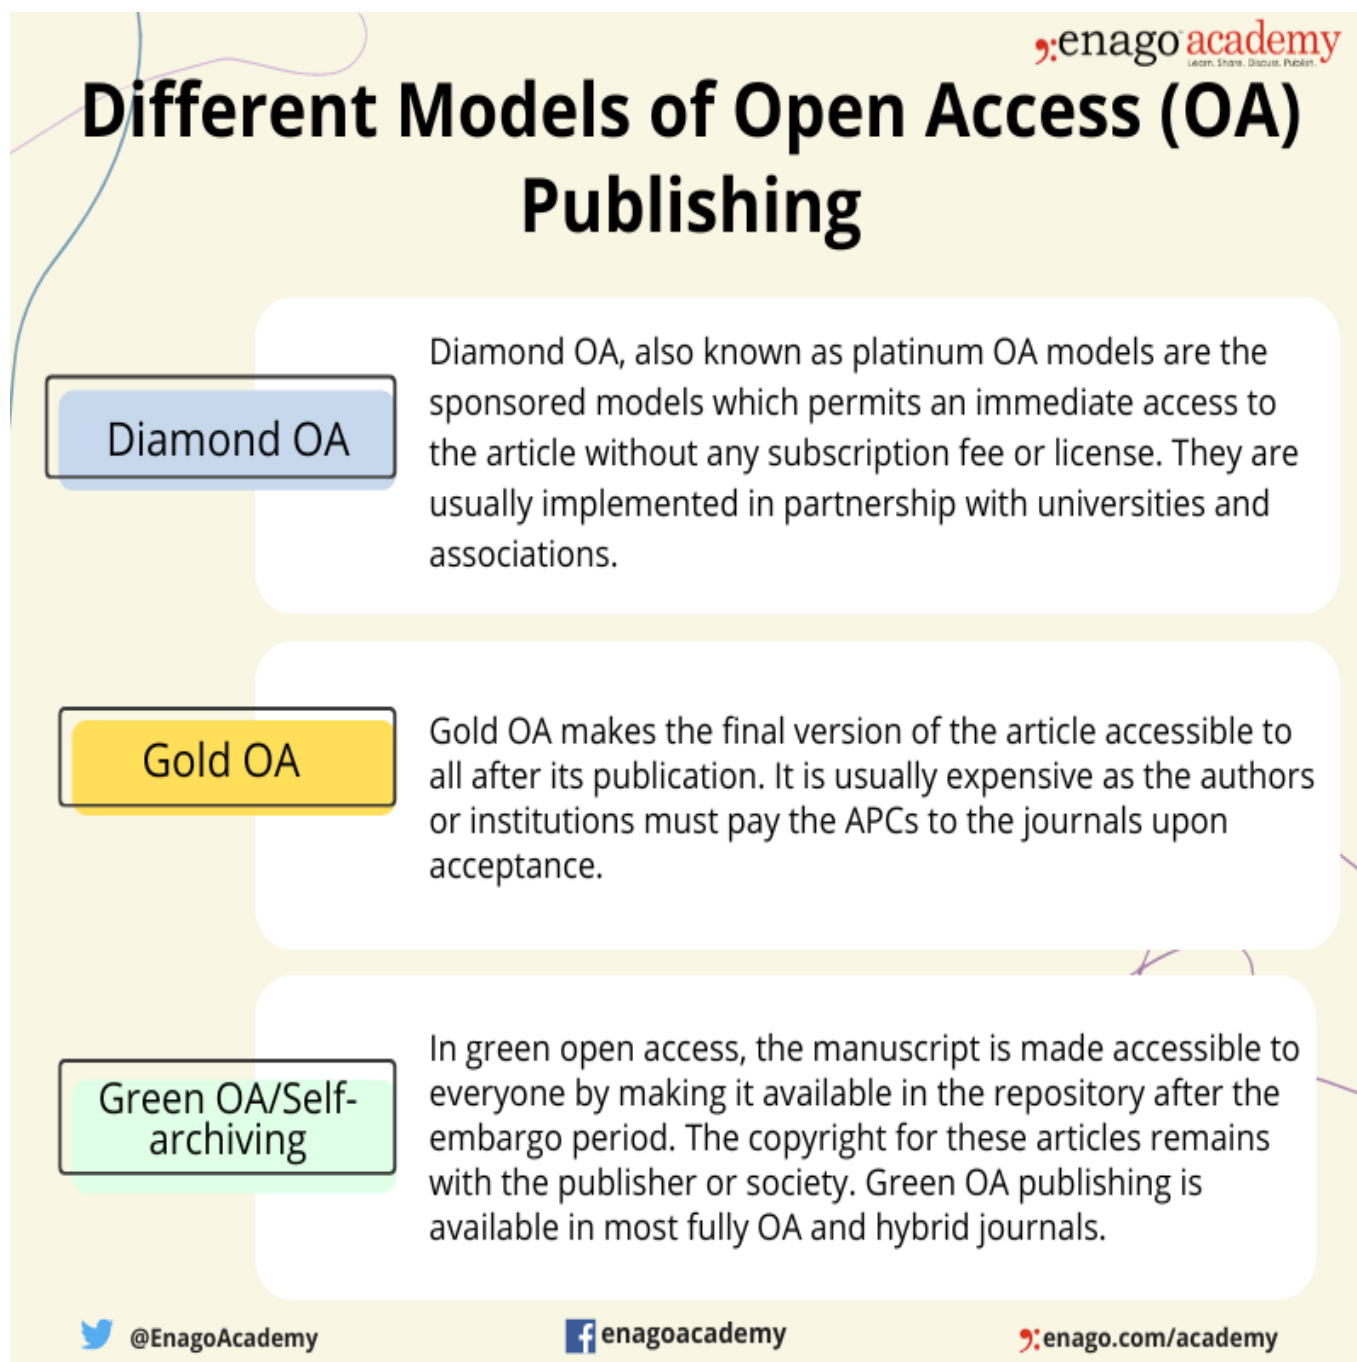 enago academy
Learn. Share. Discuss. Publish.
Different Models of Open Access (OA)
Publishing
Diamond OA
Diamond OA, also known as platinum OA models are the
sponsored models which permits an immediate access to
the article without any subscription fee or license. They are
usually implemented in partnership with universities and
associations.
Gold OA
Gold OA makes the final version of the article accessible to
all after its publication. It is usually expensive as the authors
or institutions must pay the APCs to the journals upon
acceptance.
Green OA/Self-
archiving
In green open access, the manuscript is made accessible to
everyone by making it available in the repository after the
embargo period. The copyright for these articles remains
with the publisher or society. Green OA publishing is
available in most fully OA and hybrid journals.
@EnagoAcademy
enagoacademy
enago.com/academy